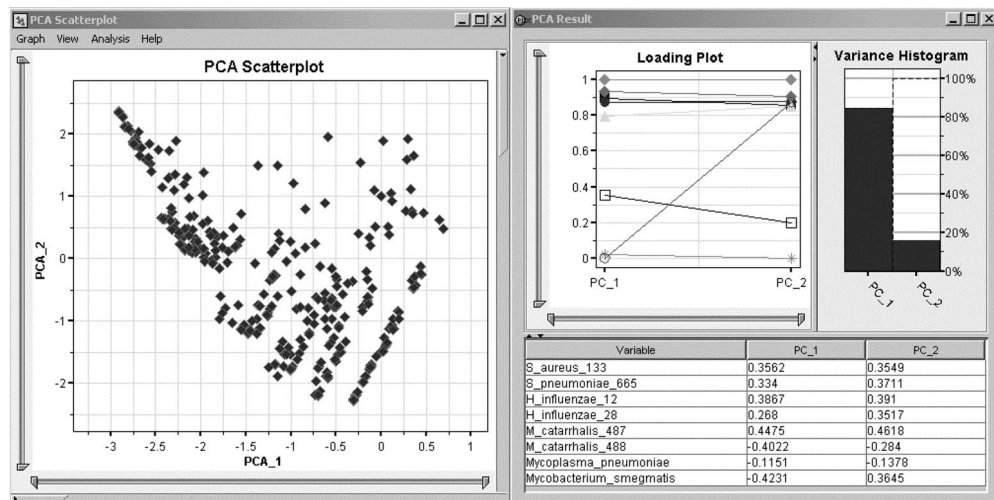 PCA Scatterplot
Graph View Analysis Help
PCA Scatterplot
2
1
0
-1
-2
PCA_2
-3 -2.5 -2 -1.5 -1 -0.5 0 0.5 1
PCA_1
PCA Result
Loading Plot
1
0.8
0.6
0.4
0.2
0
PC_1 PC_2
Variance Histogram
100%
80%
60%
40%
20%
0%
PC_1 PC_2
Variable PC_1 PC_2
S_aureus_133 0.3562 0.3549
S_pneumoniae_665 0.334 0.3711
H_influenzae_12 0.3867 0.391
H_influenzae_28 0.268 0.3517
M_catarrhalis_487 0.4475 0.4618
M_catarrhalis_488 -0.4022 -0.284
Mycoplasma_pneumoniae -0.1151 -0.1378
Mycobacterium_smegmatis -0.4231 0.3645